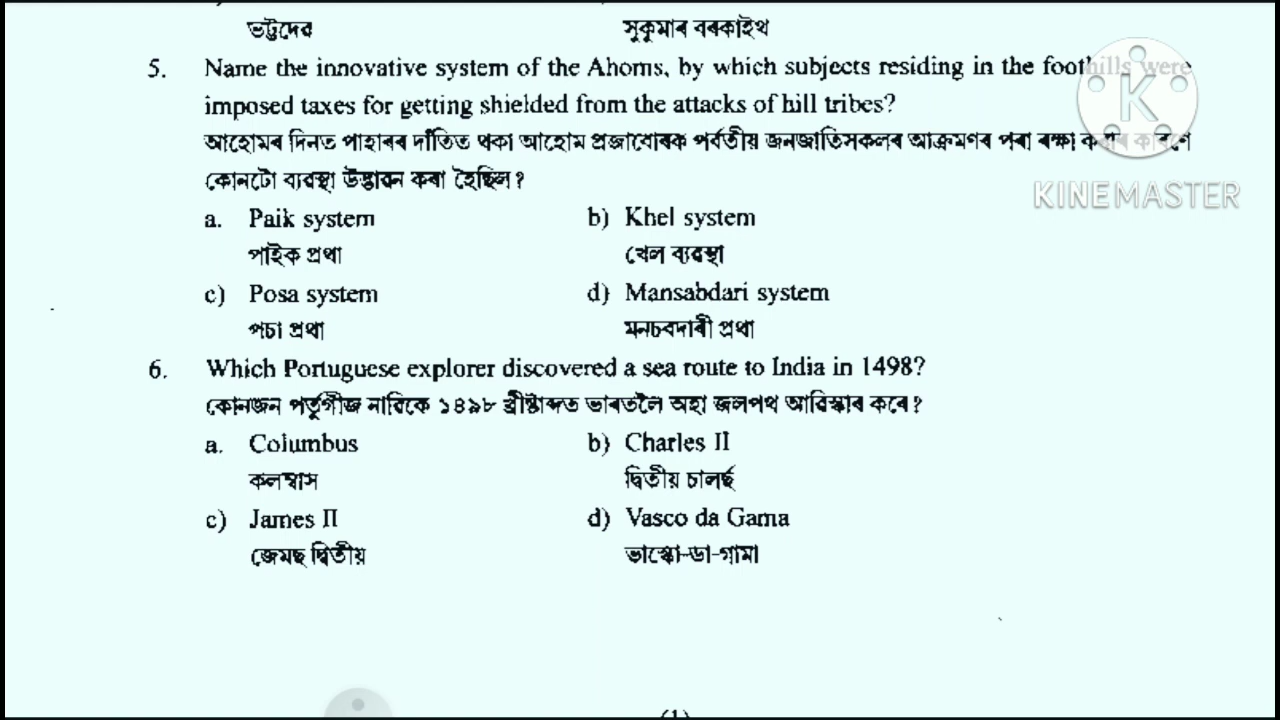 ভট্টদেৱ	সুকুমাৰ বৰকাইথ
5. Name the innovative system of the Ahoms, by which subjects residing in the foothills were
imposed taxes for getting shielded from the attacks of hill tribes?
আহোমৰ দিনত পাহাৰৰ দাঁতিত থকা আহোম প্ৰজাবোৰক পৰ্বতীয় জনজাতিসকলৰ আক্ৰমণৰ পৰা ৰক্ষা কৰাৰ কাৰণে
কোনটো ব্যৱস্থা উদ্ভাৱন কৰা হৈছিল?
a. Paik system	b) Khel system
পাইক প্ৰথা	খেল ব্যৱস্থা
c) Posa system	d) Mansabdari system
পচা প্ৰথা	মনচবদাৰী প্ৰথা
6. Which Portuguese explorer discovered a sea route to India in 1498?
কোনজন পৰ্তুগীজ নাৱিকে ১৪৯৮ খ্ৰীষ্টাব্দত ভাৰতলৈ অহা জলপথ আৱিস্কাৰ কৰে?
a. Columbus	b) Charles II
কলম্বাস	দ্বিতীয় চাৰ্লছ
c) James II	d) Vasco da Gama
জেমছ দ্বিতীয়	ভাস্কো-ডা-গামা
(1)
K
KINEMASTER